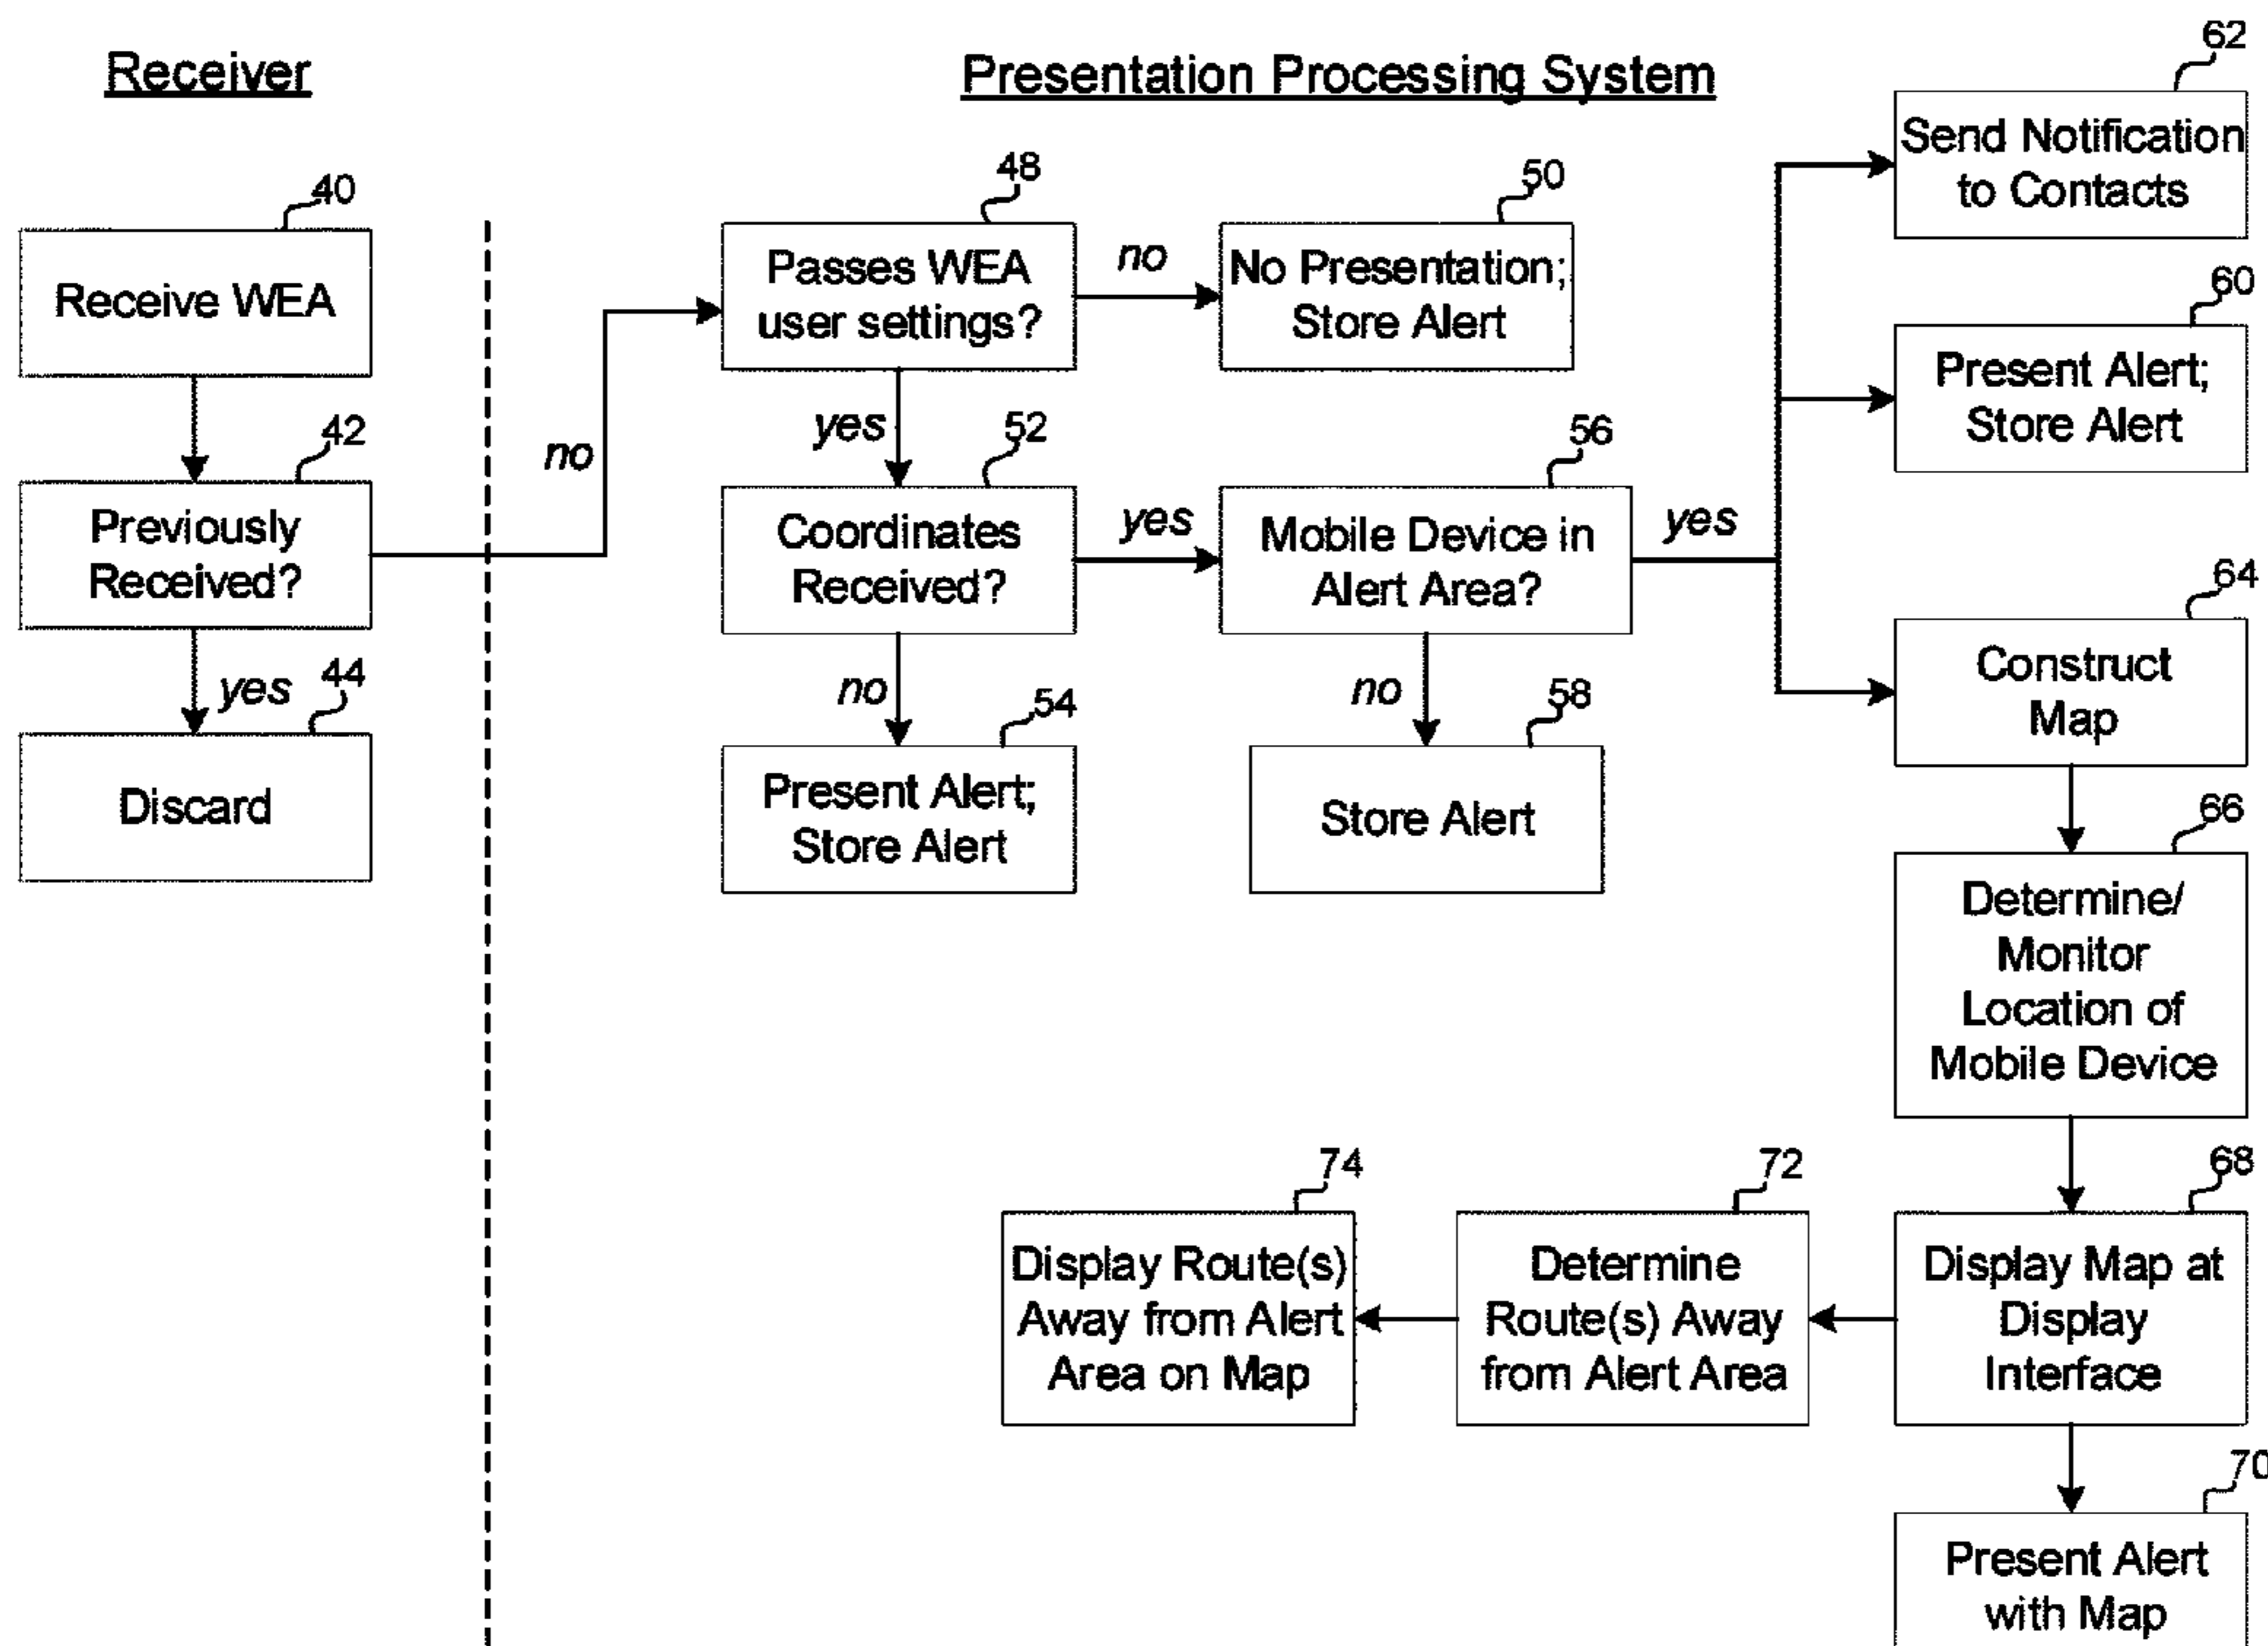 Receiver
Presentation Processing System
40
Receive WEA
42
Previously
Received?
yes
44
Discard
no
48
Passes WEA
user settings?
no
50
No Presentation;
Store Alert
yes
52
Coordinates
Received?
yes
56
Mobile Device in
Alert Area?
yes
no
54
Present Alert;
Store Alert
no
58
Store Alert
62
Send Notification
to Contacts
60
Present Alert;
Store Alert
64
Construct
Map
66
Determine/
Monitor
Location of
Mobile Device
68
Display Map at
Display
Interface
72
Determine
Route(s) Away
from Alert Area
74
Display Route(s)
Away from Alert
Area on Map
70
Present Alert
with Map